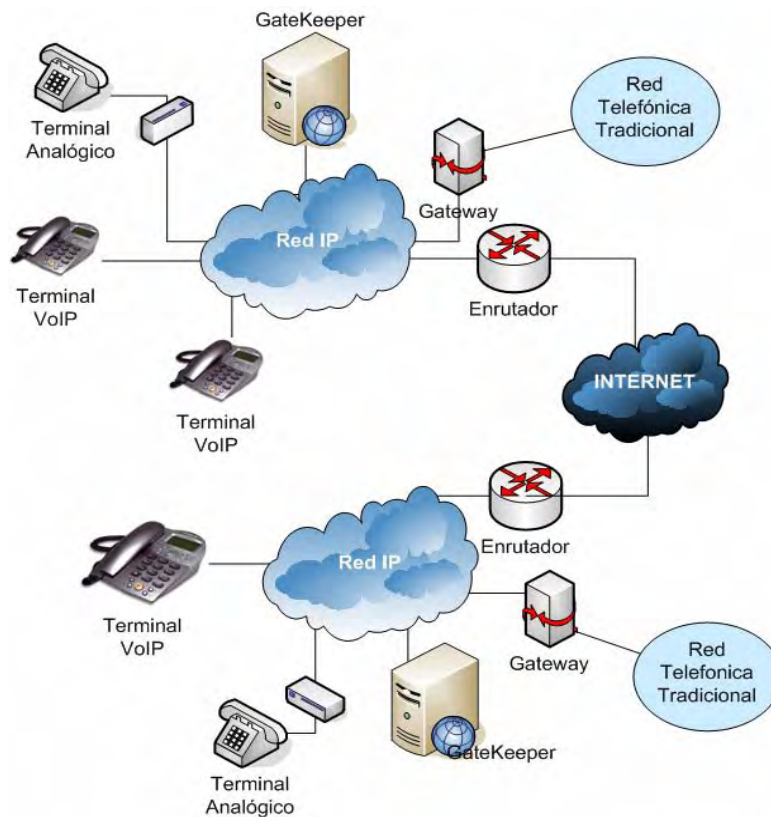 GateKeeper
Terminal
Analógico
Red
Telefónica
Tradicional
Gateway
Red IP
Terminal
VoIP
Enrutador
Terminal
VoIP
INTERNET
Enrutador
Red IP
Terminal
VoIP
Gateway
Red
Telefonica
Tradicional
GateKeeper
Terminal
Analógico